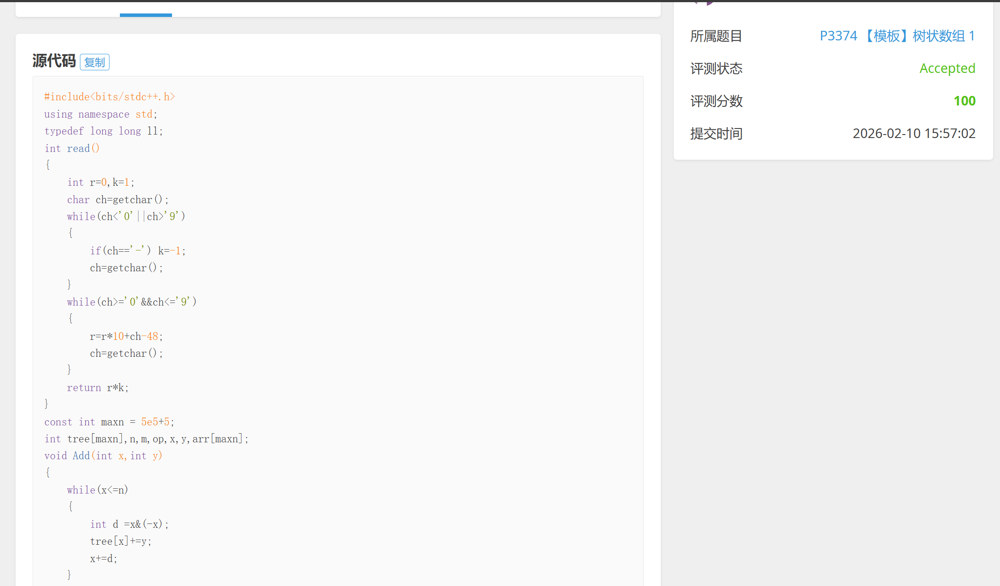 源代码 复制
#include<bits/stdc++.h>
using namespace std;
typedef long long ll;
int read()
{
    int r=0,k=1;
    char ch=getchar();
    while(ch<'0'||ch>'9')
    {
        if(ch=='-') k=-1;
        ch=getchar();
    }
    while(ch>='0'&&ch<='9')
    {
        r=r*10+ch-48;
        ch=getchar();
    }
    return r*k;
}
const int maxn = 5e5+5;
int tree[maxn],n,m,op,x,y,arr[maxn];
void Add(int x,int y)
{
    while(x<=n)
    {
        int d =x&(-x);
        tree[x]+=y;
        x+=d;
    }
所属题目 P3374 【模板】树状数组 1
评测状态 Accepted
评测分数 100
提交时间 2026-02-10 15:57:02